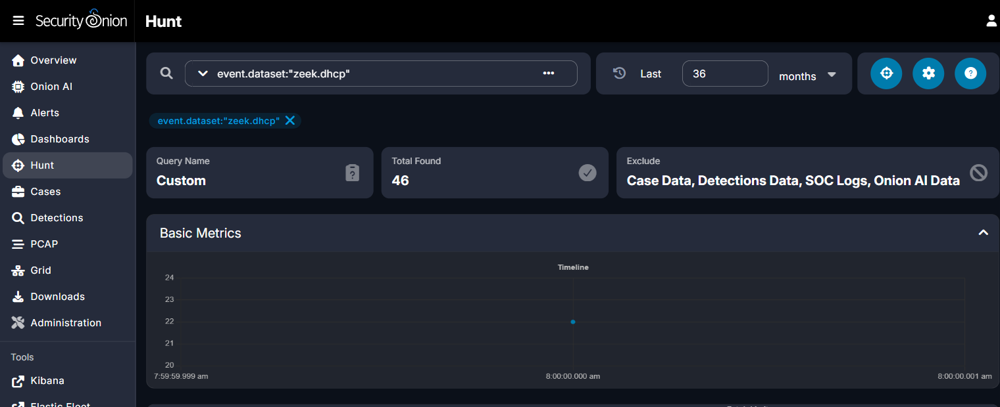 Security Onion
Hunt
Overview
Onion AI
Alerts
Dashboards
Hunt
Cases
Detections
PCAP
Grid
Downloads
Administration
Tools
Kibana
Elastic Fleet
event.dataset:"zeek.dhcp"
Last 36 months
event.dataset:"zeek.dhcp"
Query Name
Custom
Total Found
46
Exclude
Case Data, Detections Data, SOC Logs, Onion AI Data
Basic Metrics
Timeline
24
23
22
21
20
7:59:59.999 am 8:00:00.000 am 8:00:00.001 am